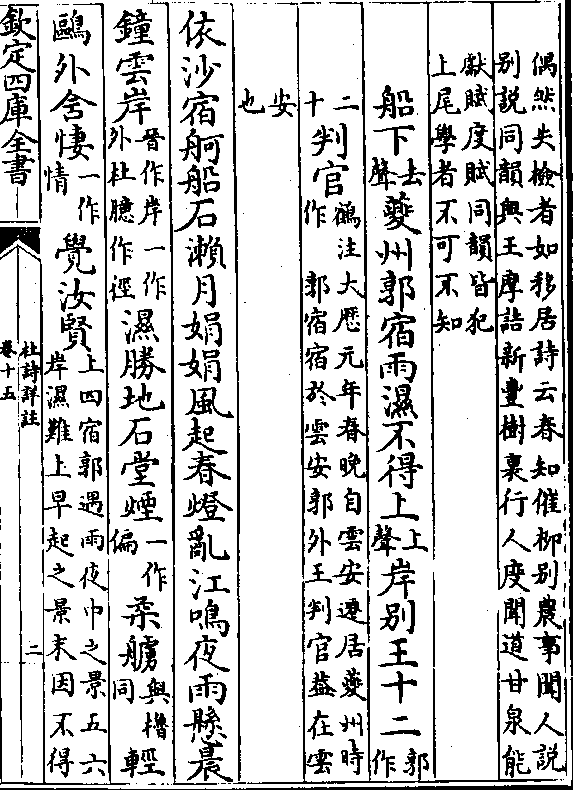 偶然失檢者如移居詩云春知催柳別農事聞人說
別說同韻與王摩詰新豐樹裏行人度聞道甘泉能
獻賦度賦同韻皆犯
上尾學者不可不知
船下去聲夔州郭宿雨濕不得上上聲岸別王十二郭作
二十判官鶴注大厯元年春晚自雲安遷居夔州時作郭宿宿於雲安郭外王判官葢在雲
安也
依沙宿舸船石瀨月娟娟風起春燈亂江鳴夜雨懸晨
鐘雲岸晉作岸一作外杜臆作徑濕勝地石堂煙一作偏柔艫與櫓同輕
鷗外含悽一作情覺汝賢上四宿郭遇雨夜中之景五六岸濕難上早起之景末因不得
欽定四庫全書
杜詩詳註
卷十五
二